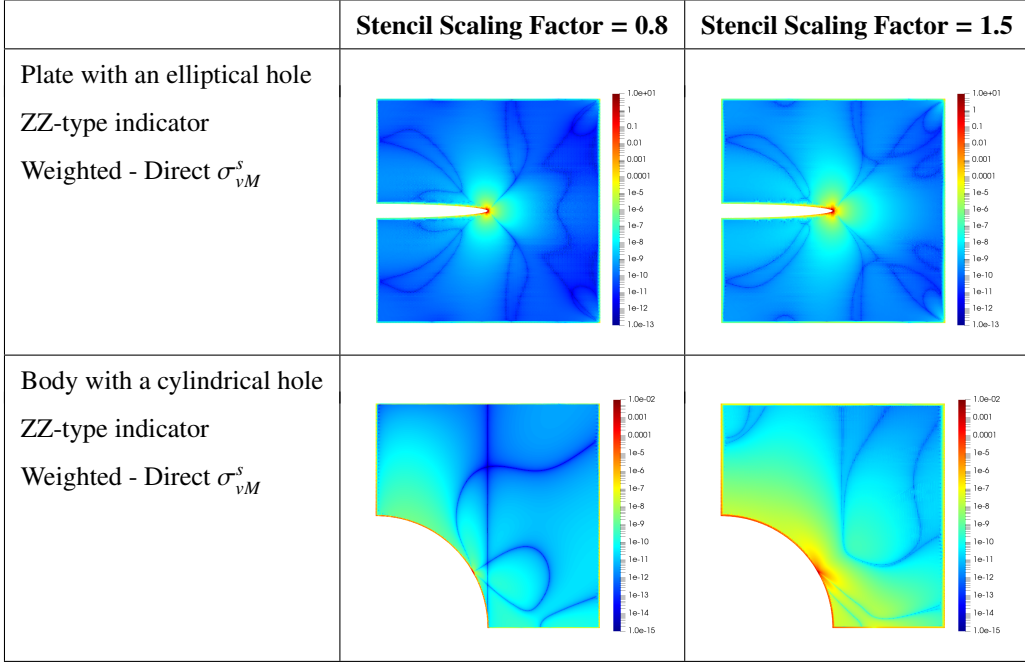 Stencil Scaling Factor = 0.8
Stencil Scaling Factor = 1.5
Plate with an elliptical hole
ZZ-type indicator
Weighted - Direct σ^s_{vM}
1.0e+01
1
0.1
0.01
0.001
0.0001
1e-5
1e-6
1e-7
1e-8
1e-9
1e-10
1e-11
1e-12
1.0e-13
1.0e+01
1
0.1
0.01
0.001
0.0001
1e-5
1e-6
1e-7
1e-8
1e-9
1e-10
1e-11
1e-12
1.0e-13
Body with a cylindrical hole
ZZ-type indicator
Weighted - Direct σ^s_{vM}
1.0e-02
0.001
0.0001
1e-5
1e-6
1e-7
1e-8
1e-9
1e-10
1e-11
1e-12
1e-13
1e-14
1.0e-15
1.0e-02
0.001
0.0001
1e-5
1e-6
1e-7
1e-8
1e-9
1e-10
1e-11
1e-12
1e-13
1e-14
1.0e-15